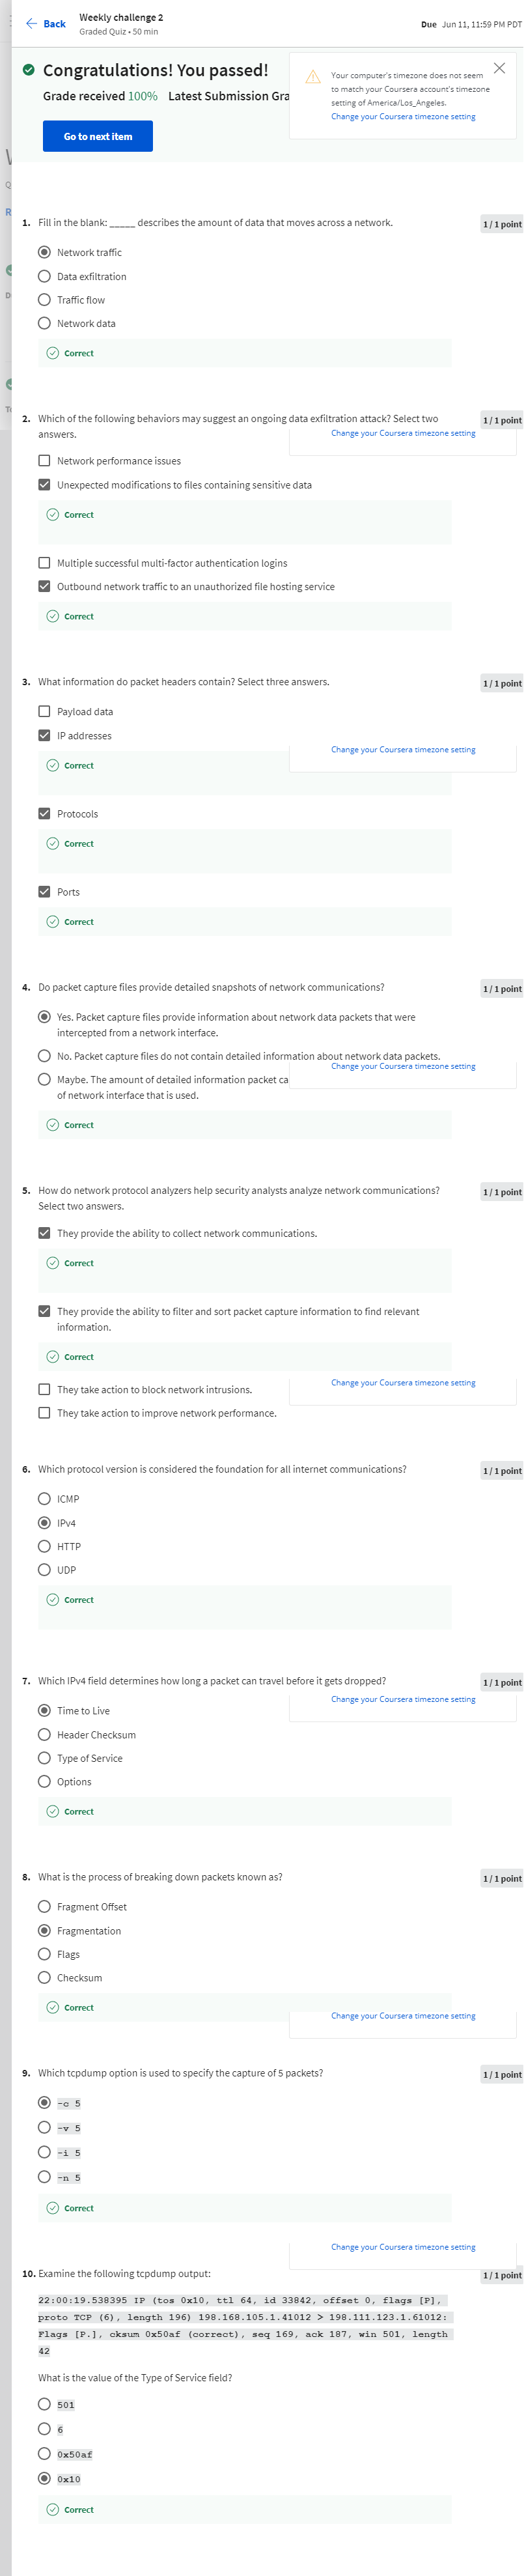 Back
Weekly challenge 2
Graded Quiz • 50 min
Due Jun 11, 11:59 PM PDT
Congratulations! You passed!
Grade received 100% Latest Submission Gra
Go to next item
Your computer's timezone does not seem
to match your Coursera account's timezone
setting of America/Los_Angeles.
Change your Coursera timezone setting
1. Fill in the blank: _____ describes the amount of data that moves across a network.
1 / 1 point
Network traffic
Data exfiltration
Traffic flow
Network data
Correct
2. Which of the following behaviors may suggest an ongoing data exfiltration attack? Select two
answers.
1 / 1 point
Change your Coursera timezone setting
Network performance issues
Unexpected modifications to files containing sensitive data
Correct
Multiple successful multi-factor authentication logins
Outbound network traffic to an unauthorized file hosting service
Correct
3. What information do packet headers contain? Select three answers.
1 / 1 point
Payload data
IP addresses
Change your Coursera timezone setting
Correct
Protocols
Correct
Ports
Correct
4. Do packet capture files provide detailed snapshots of network communications?
1 / 1 point
Yes. Packet capture files provide information about network data packets that were
intercepted from a network interface.
No. Packet capture files do not contain detailed information about network data packets.
Change your Coursera timezone setting
Maybe. The amount of detailed information packet ca
of network interface that is used.
Correct
5. How do network protocol analyzers help security analysts analyze network communications?
Select two answers.
1 / 1 point
They provide the ability to collect network communications.
Correct
They provide the ability to filter and sort packet capture information to find relevant
information.
Correct
Change your Coursera timezone setting
They take action to block network intrusions.
They take action to improve network performance.
6. Which protocol version is considered the foundation for all internet communications?
1 / 1 point
ICMP
IPv4
HTTP
UDP
Correct
7. Which IPv4 field determines how long a packet can travel before it gets dropped?
1 / 1 point
Change your Coursera timezone setting
Time to Live
Header Checksum
Type of Service
Options
Correct
8. What is the process of breaking down packets known as?
1 / 1 point
Fragment Offset
Fragmentation
Flags
Checksum
Correct
Change your Coursera timezone setting
9. Which tcpdump option is used to specify the capture of 5 packets?
1 / 1 point
-c 5
-v 5
-i 5
-n 5
Correct
Change your Coursera timezone setting
10. Examine the following tcpdump output:
1 / 1 point
22:00:19.538395 IP (tos 0x10, ttl 64, id 33842, offset 0, flags [P],
proto TCP (6), length 196) 198.168.105.1.41012 > 198.111.123.1.61012:
Flags [P.], cksum 0x50af (correct), seq 169, ack 187, win 501, length
42
What is the value of the Type of Service field?
501
6
0x50af
0x10
Correct